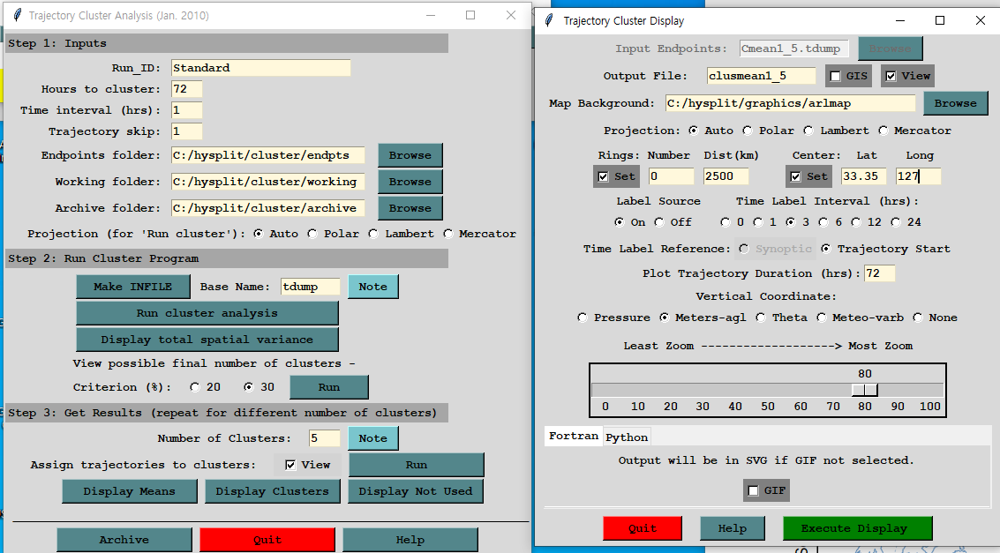 Trajectory Cluster Analysis (Jan. 2010)
Step 1: Inputs
Run_ID: Standard
Hours to cluster: 72
Time interval (hrs): 1
Trajectory skip: 1
Endpoints folder: C:/hysplit/cluster/endpts Browse
Working folder: C:/hysplit/cluster/working Browse
Archive folder: C:/hysplit/cluster/archive Browse
Projection (for 'Run cluster'): Auto Polar Lambert Mercator
Step 2: Run Cluster Program
Make INFILE Base Name: tdump Note
Run cluster analysis
Display total spatial variance
View possible final number of clusters -
Criterion (%): 20 30 Run
Step 3: Get Results (repeat for different number of clusters)
Number of Clusters: 5 Note
Assign trajectories to clusters: View Run
Display Means Display Clusters Display Not Used
Archive Quit Help
Trajectory Cluster Display
Input Endpoints: Cmean1_5.tdump Browse
Output File: clusmean1_5 GIS View
Map Background: C:/hysplit/graphics/arlmap Browse
Projection: Auto Polar Lambert Mercator
Rings: Number Dist(km) Center: Lat Long
Set 0 2500 Set 33.35 127
Label Source Time Label Interval (hrs):
On Off 0 1 3 6 12 24
Time Label Reference: Synoptic Trajectory Start
Plot Trajectory Duration (hrs): 72
Vertical Coordinate:
Pressure Meters-agl Theta Meteo-varb None
Least Zoom --------------------> Most Zoom
80
0 10 20 30 40 50 60 70 80 90 100
Fortran Python
Output will be in SVG if GIF not selected.
GIF
Quit Help Execute Display